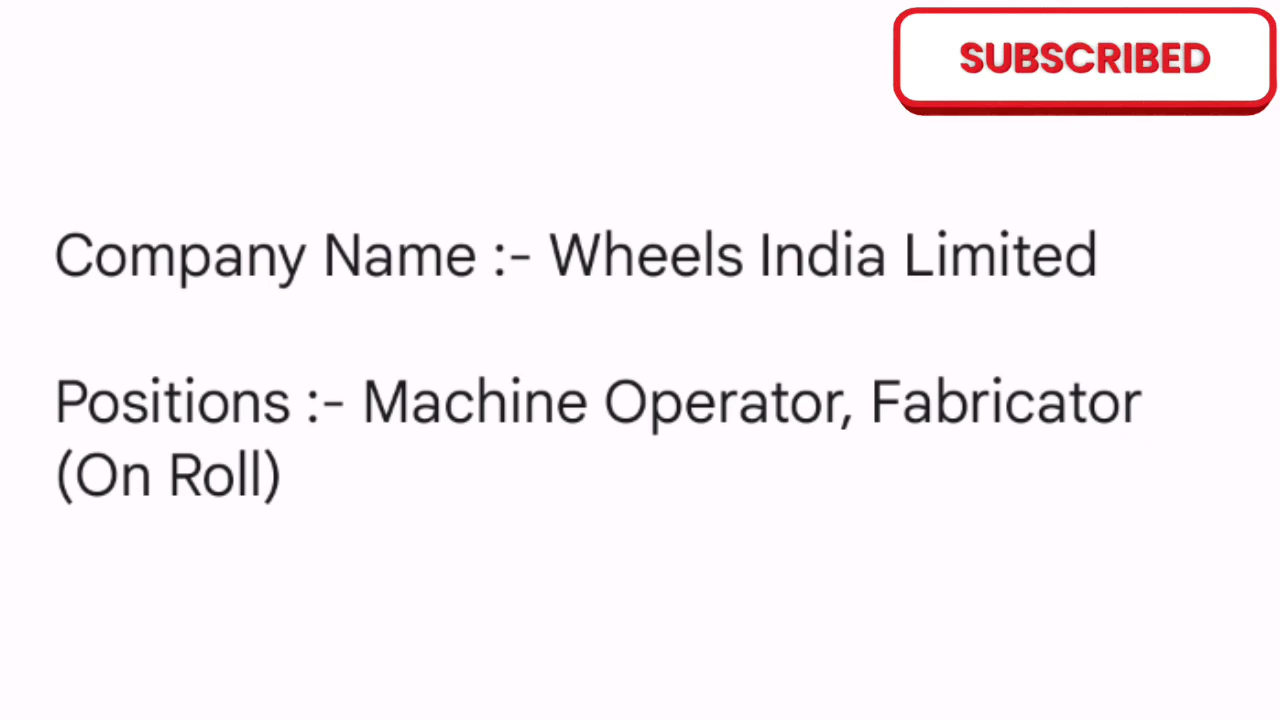 SUBSCRIBED
Company Name :- Wheels India Limited
Positions :- Machine Operator, Fabricator
(On Roll)